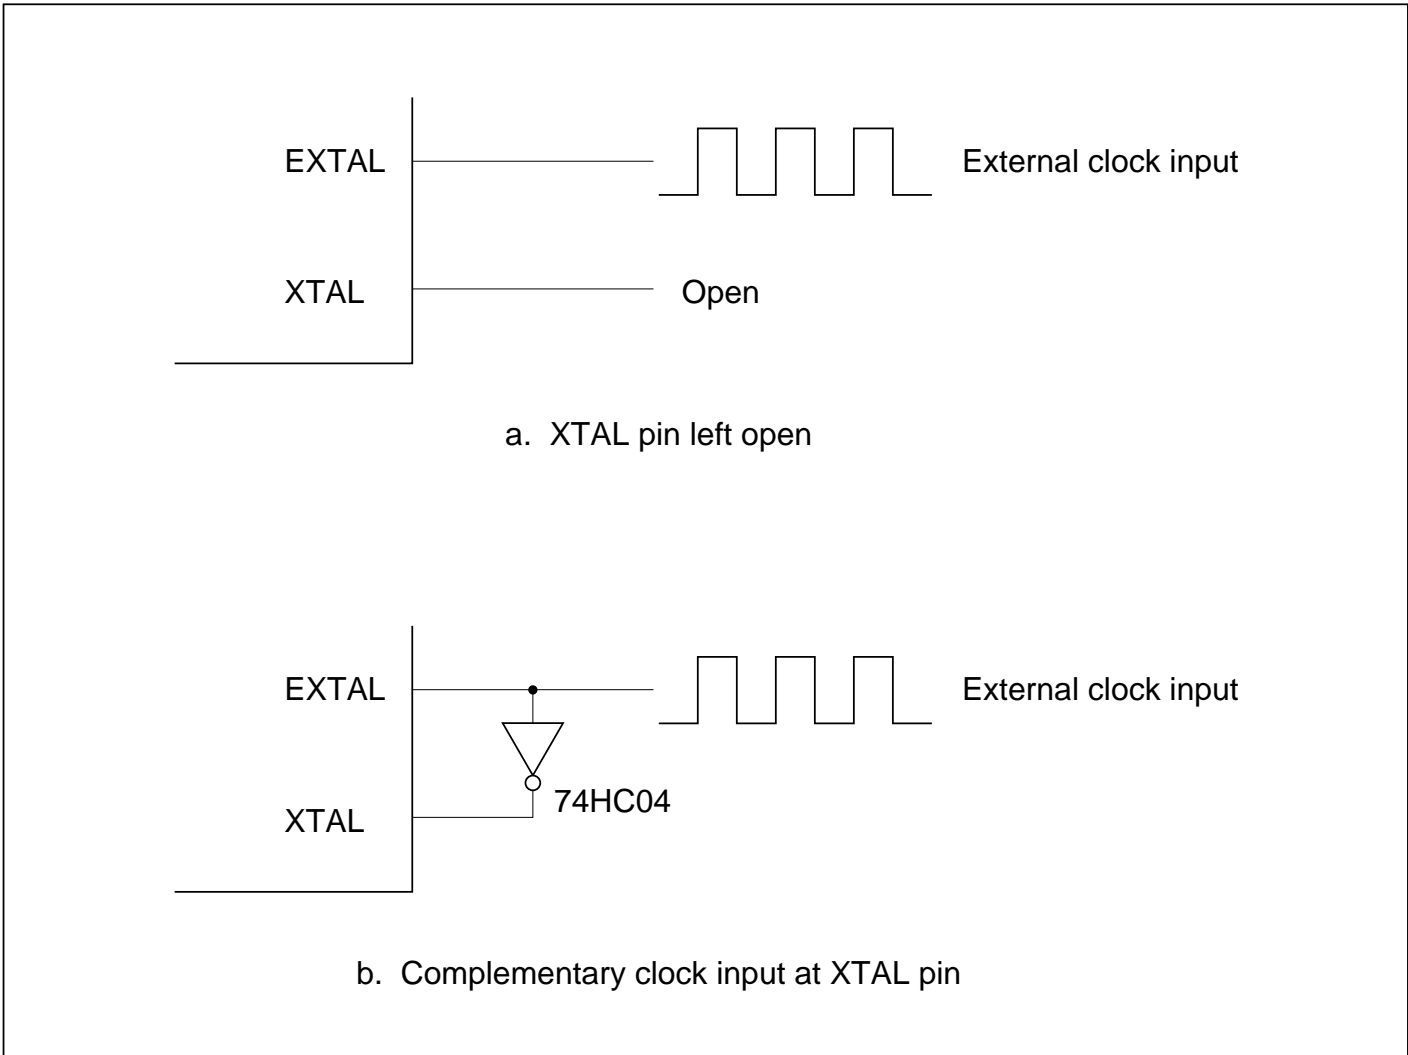 EXTAL
External clock input
XTAL
Open
a. XTAL pin left open
EXTAL
External clock input
74HC04
XTAL
b. Complementary clock input at XTAL pin